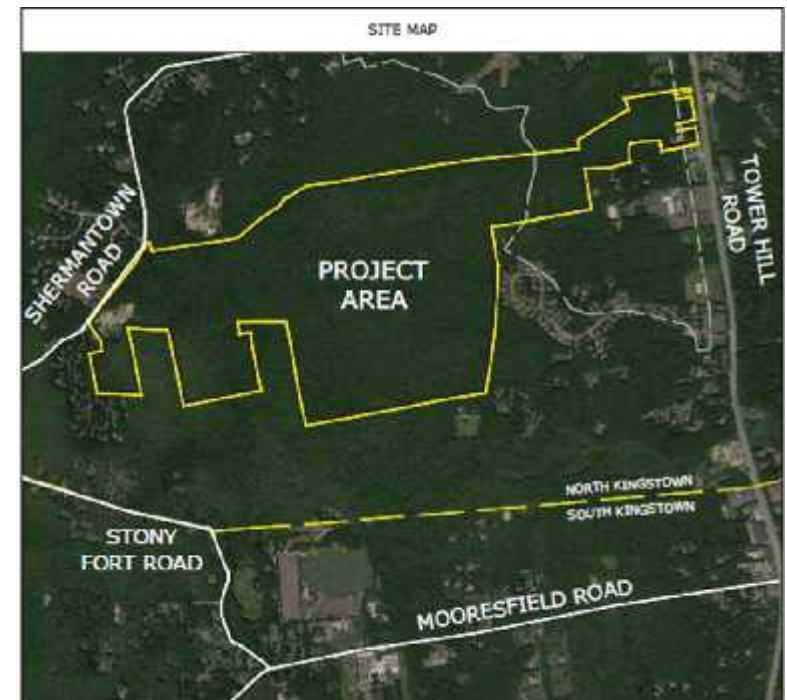 SITE MAP
SHERMANTOWN
ROAD
PROJECT
AREA
TOWER HILL
ROAD
NORTH KINGSTOWN
SOUTH KINGSTOWN
STONY
FORT ROAD
MOORESFIELD ROAD